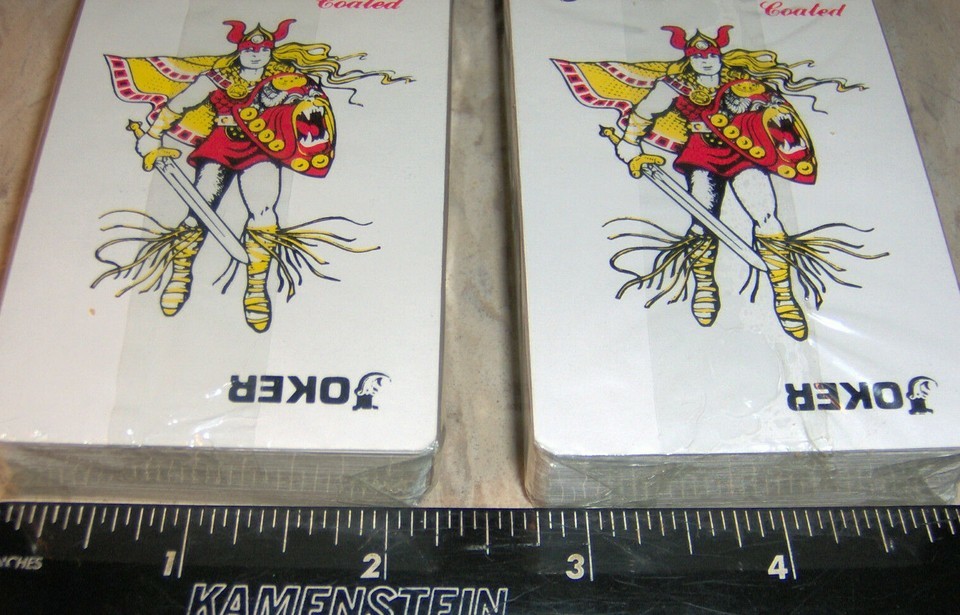 Coated
Coated
JOKER
JOKER
1 2 3 4
KAMENSTEIN